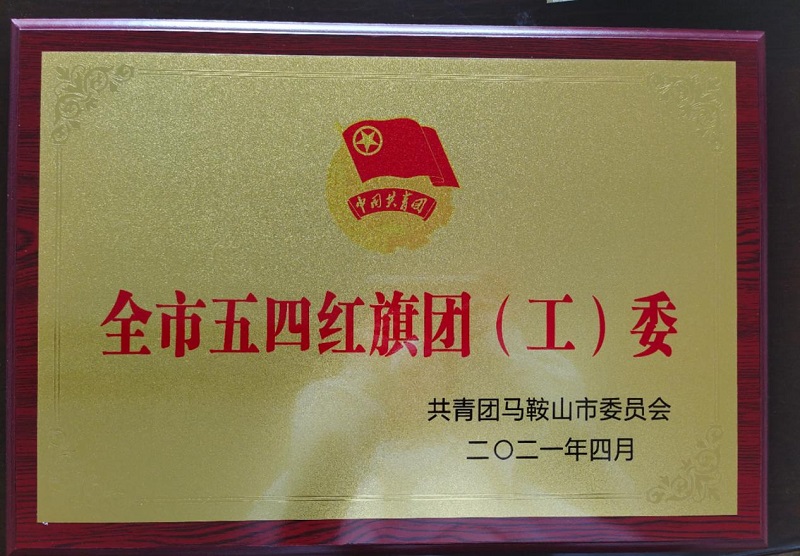 中国共青团
全市五四红旗团（工）委
共青团马鞍山市委员会
二〇二一年四月